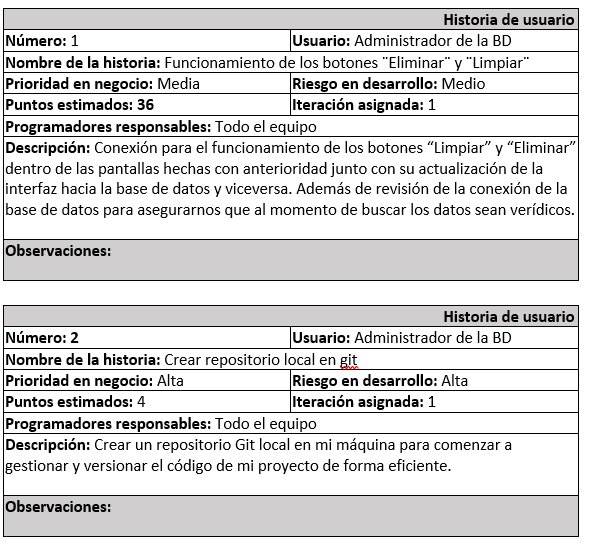 Historia de usuario
Número: 1 Usuario: Administrador de la BD
Nombre de la historia: Funcionamiento de los botones ¨Eliminar¨ y ¨Limpiar¨
Prioridad en negocio: Media Riesgo en desarrollo: Medio
Puntos estimados: 36 Iteración asignada: 1
Programadores responsables: Todo el equipo
Descripción: Conexión para el funcionamiento de los botones “Limpiar” y “Eliminar”
dentro de las pantallas hechas con anterioridad junto con su actualización de la
interfaz hacia la base de datos y viceversa. Además de revisión de la conexión de la
base de datos para asegurarnos que al momento de buscar los datos sean verídicos.
Observaciones:
Historia de usuario
Número: 2 Usuario: Administrador de la BD
Nombre de la historia: Crear repositorio local en git
Prioridad en negocio: Alta Riesgo en desarrollo: Alta
Puntos estimados: 4 Iteración asignada: 1
Programadores responsables: Todo el equipo
Descripción: Crear un repositorio Git local en mi máquina para comenzar a
gestionar y versionar el código de mi proyecto de forma eficiente.
Observaciones: